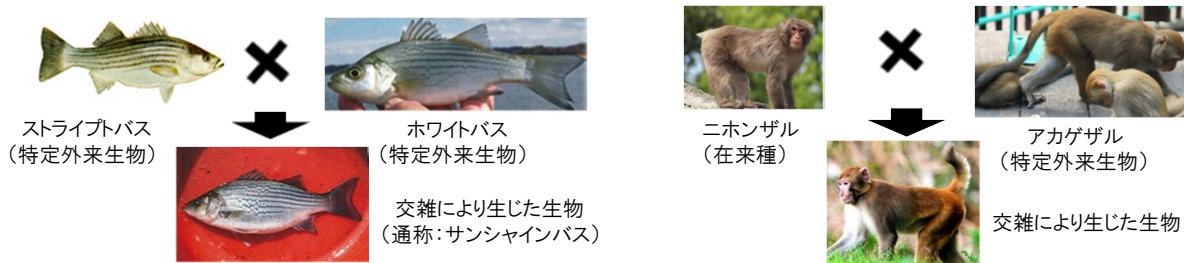 ストライプトバス
（特定外来生物）
ホワイトバス
（特定外来生物）
交雑により生じた生物
（通称：サンシャインバス）
ニホンザル
（在来種）
アカゲザル
（特定外来生物）
交雑により生じた生物